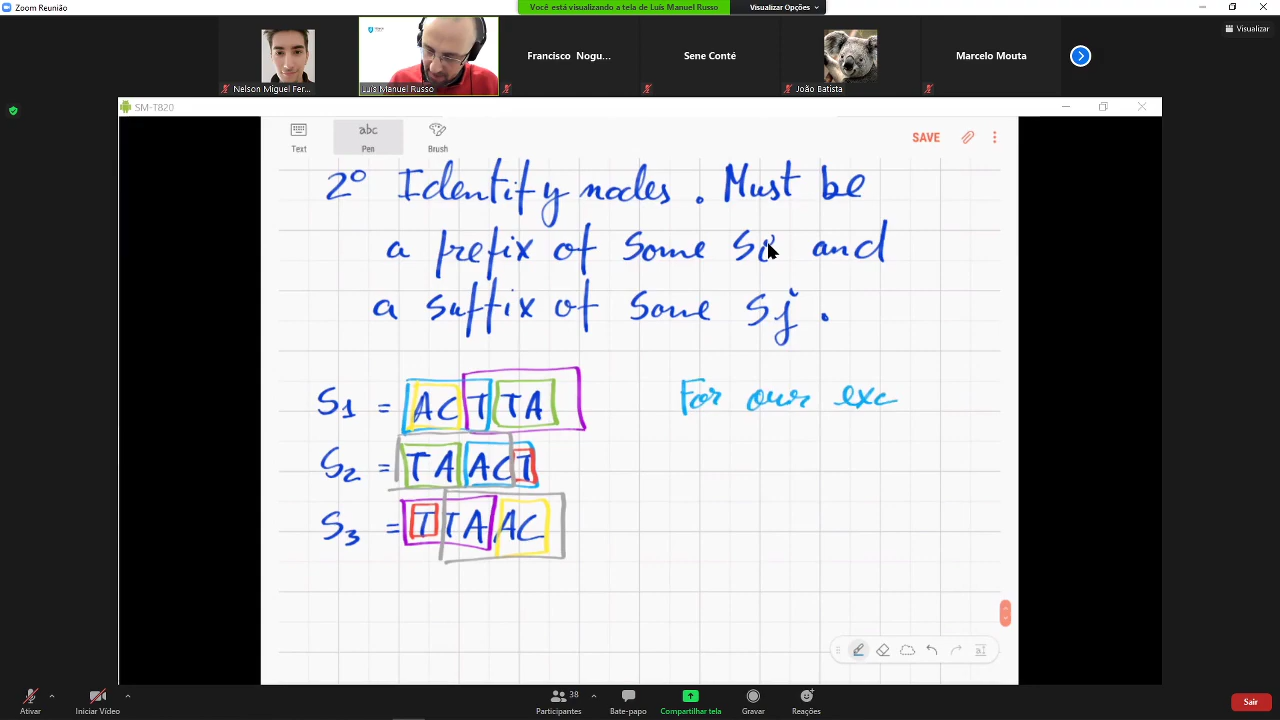 Zoom Reunião
Você está visualizando a tela de Luís Manuel Russo
Visualizar Opções
Visualizar
Nelson Miguel Fer...
Luís Manuel Russo
Francisco Nogu...
Sene Conté
João Batista
Marcelo Mouta
SM-T820
Text
abc
Pen
Brush
SAVE
2º Identify nodes. Must be
a prefix of some Si and
a suffix of some Sj.
S1 = ACTTA
For our exc
S2 = TAACT
S3 = TTAAC
Ativar
Iniciar Vídeo
38
Participantes
Bate-papo
Compartilhar tela
Gravar
Reações
Sair